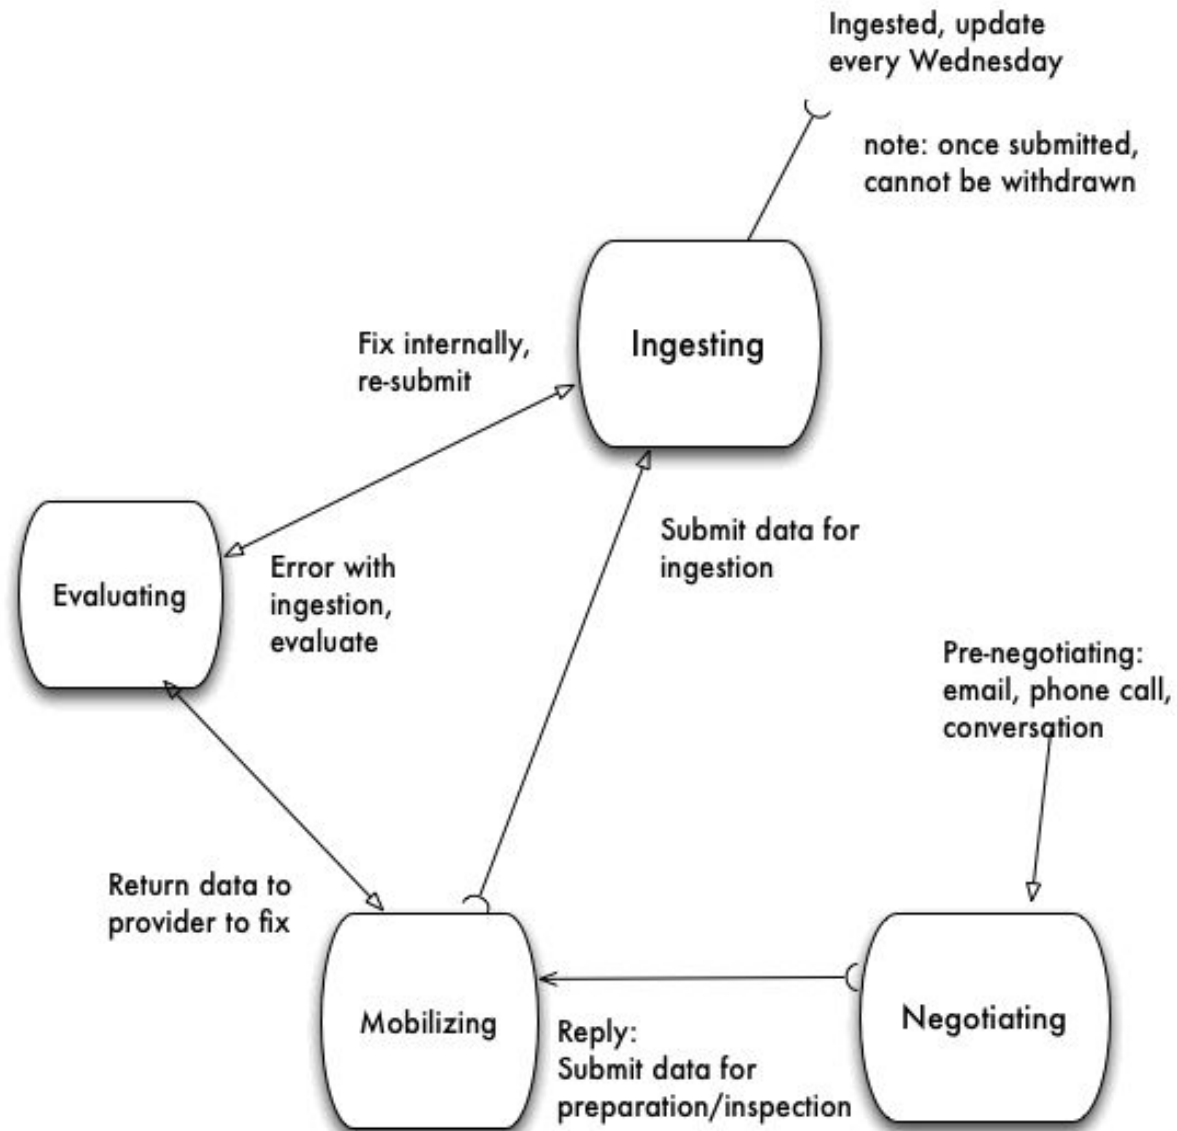 Ingested, update
every Wednesday
note: once submitted,
cannot be withdrawn
Fix internally,
re-submit
Ingesting
Submit data for
ingestion
Error with
ingestion,
evaluate
Evaluating
Pre-negotiating:
email, phone call,
conversation
Return data to
provider to fix
Mobilizing
Reply:
Submit data for
preparation/inspection
Negotiating